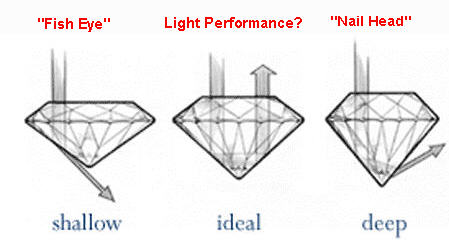 "Fish Eye" Light Performance? "Nail Head"
shallow ideal deep